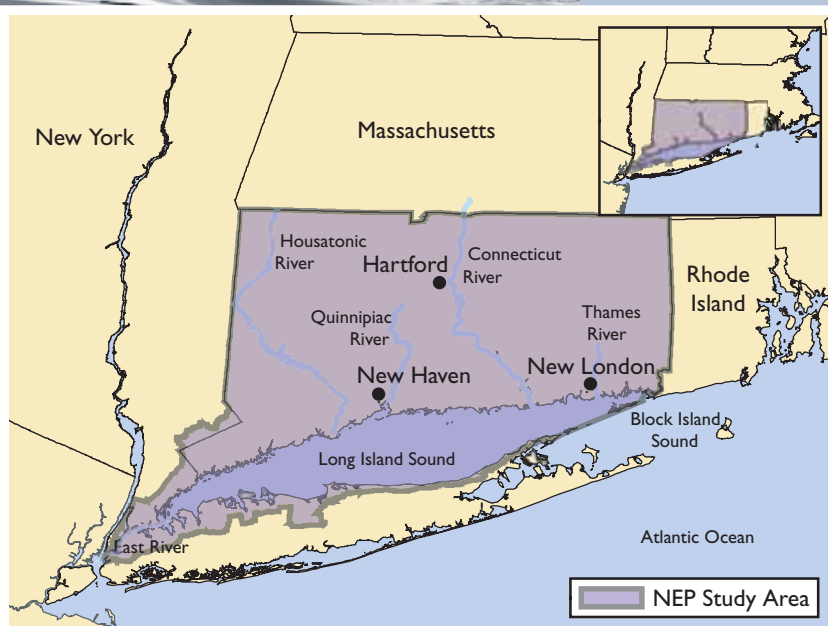 New York
Massachusetts
Housatonic
River
Hartford
Connecticut
River
Rhode
Island
Quinnipiac
River
Thames
River
New Haven
New London
Block Island
Sound
Long Island Sound
East River
Atlantic Ocean
NEP Study Area